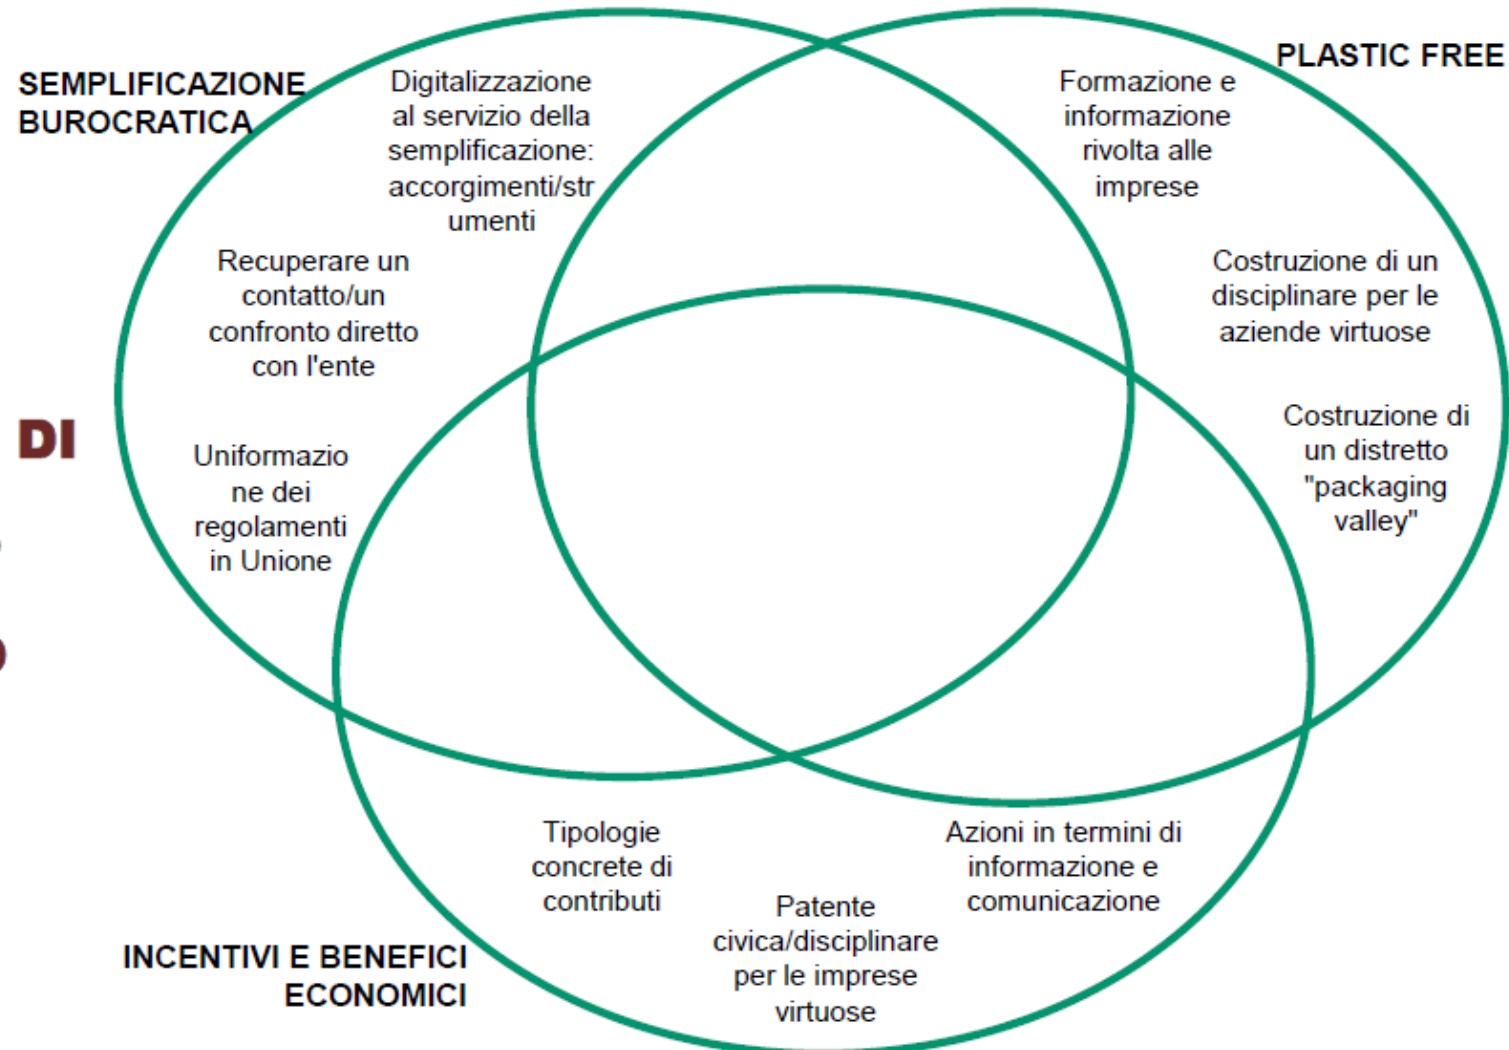 SEMPLIFICAZIONE
BUROCRATICA
Digitalizzazione
al servizio della
semplificazione:
accorgimenti/str
umenti
Recuperare un
contatto/un
confronto diretto
con l'ente
Uniformazio
ne dei
regolamenti
in Unione
DI
PLASTIC FREE
Formazione e
informazione
rivolta alle
imprese
Costruzione di un
disciplinare per le
aziende virtuose
Costruzione di
un distretto
"packaging
valley"
INCENTIVI E BENEFICI
ECONOMICI
Tipologie
concrete di
contributi
Patente
civica/disciplinare
per le imprese
virtuose
Azioni in termini di
informazione e
comunicazione